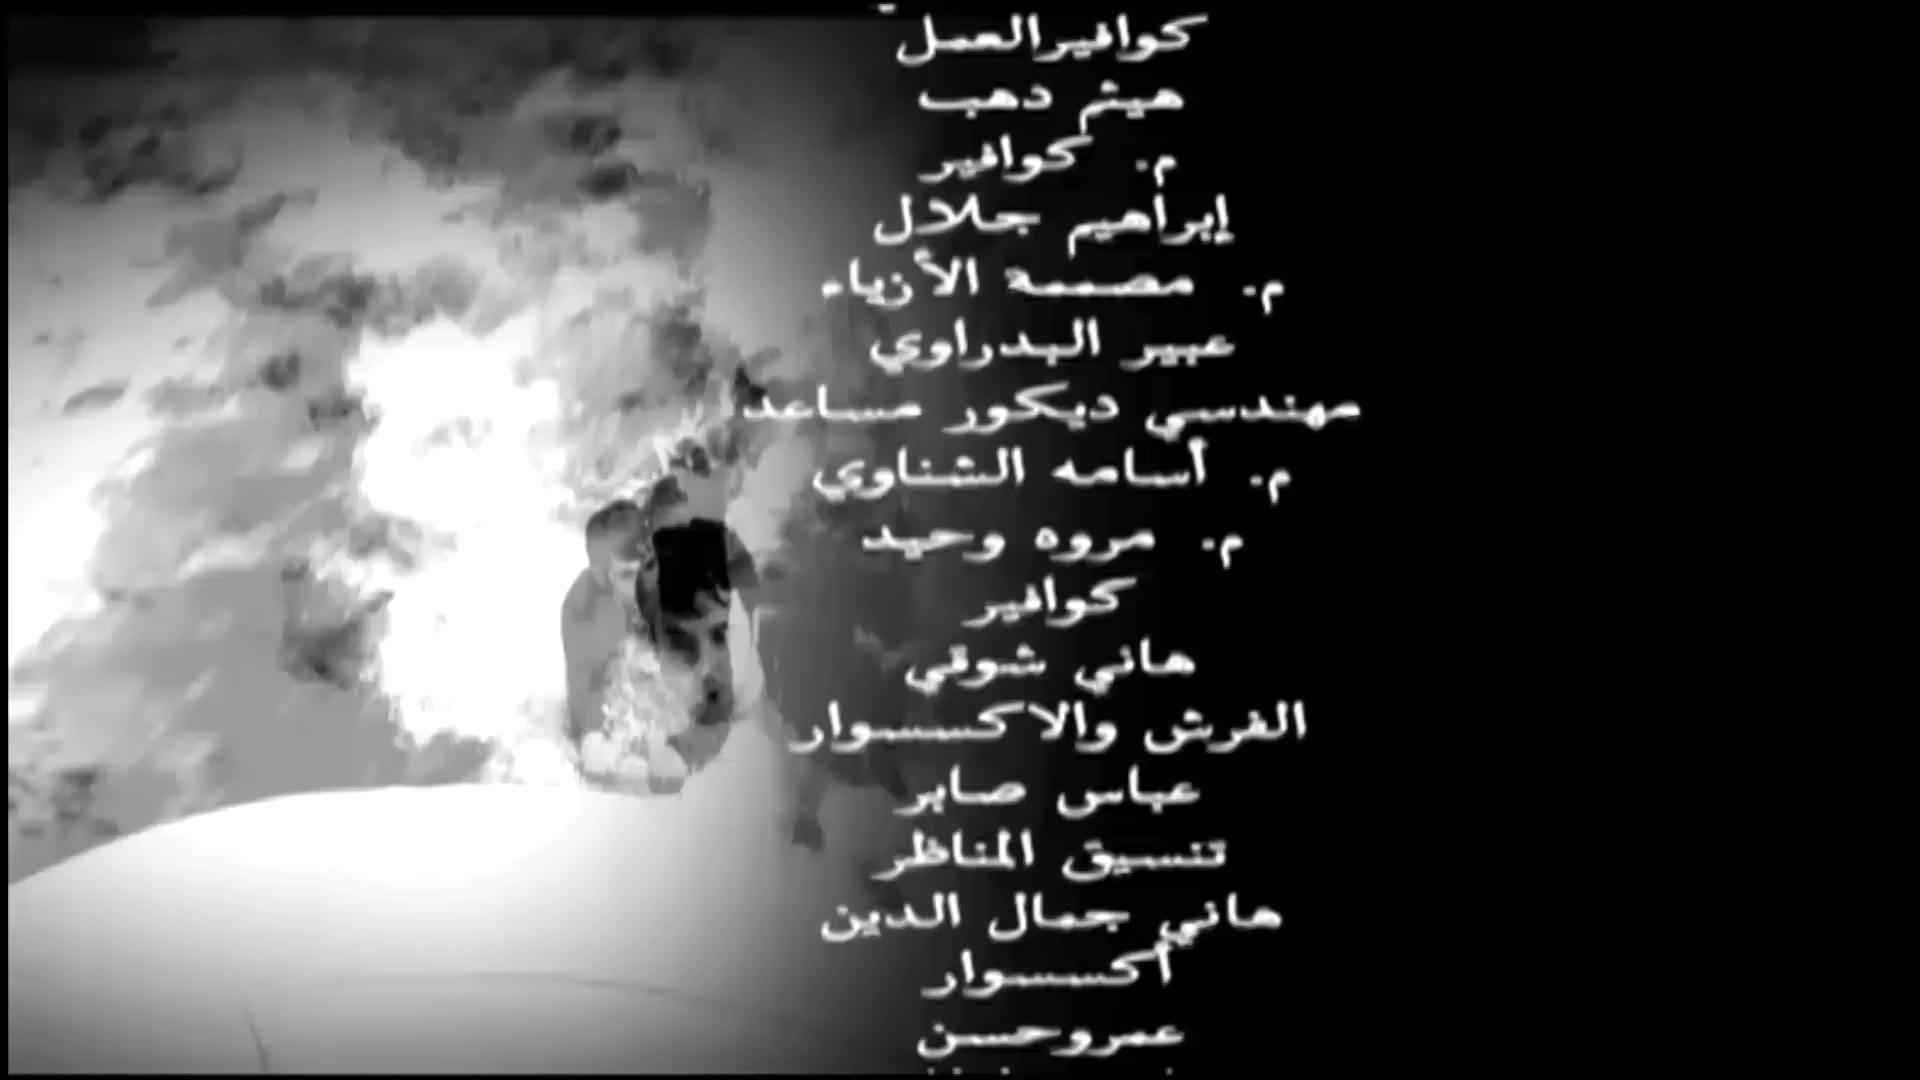 كوافيرالعمل
هيثم دهب
م. كوافير
إبراهيم جلال
م. مصممة الأزياء
عبير البدراوي
مهندسي ديكور مساعد
م. أسامه الشناوي
م. مروه وحيد
كوافير
هاني شوقي
الفرش والاكسسوار
عباس صابر
تنسيق المناظر
هاني جمال الدين
أكسسوار
عمروحسن